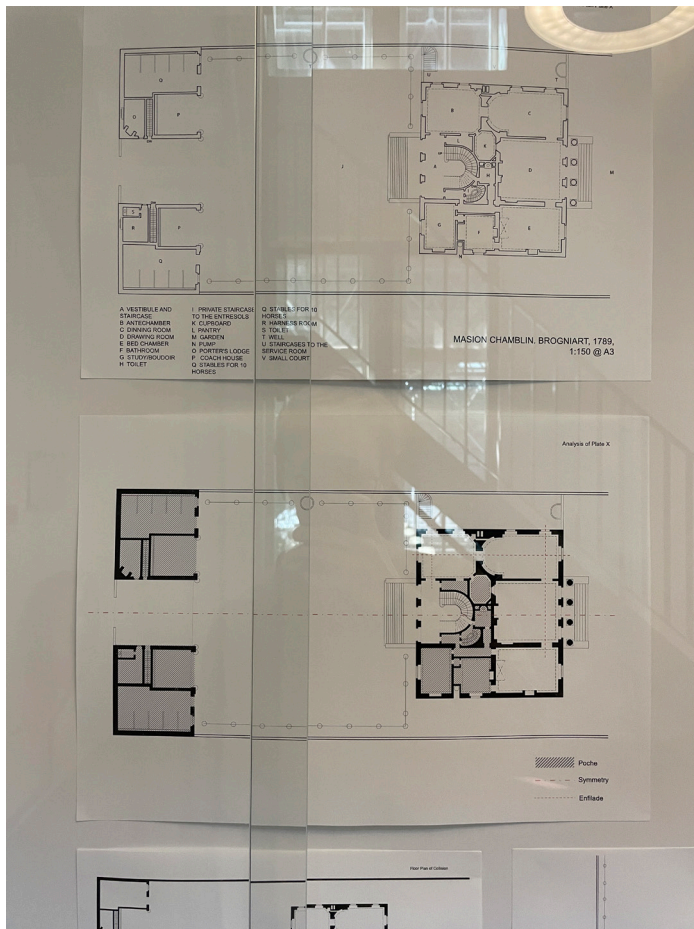 Q
T
U
B
C
O
P
L
K
A
J
H
D
M
I
S
R
P
G
F
E
Q
N
A VESTIBULE AND
STAIRCASE
B ANTECHAMBER
C DINNING ROOM
D DRAWING ROOM
E BED CHAMBER
F BATHROOM
G STUDY/BOUDOIR
H TOILET
I PRIVATE STAIRCASE
TO THE ENTRESOLS
K CUPBOARD
L PANTRY
M GARDEN
N PUMP
O PORTER'S LODGE
P COACH HOUSE
Q STABLES FOR 10
HORSES
Q STABLES FOR 10
HORSES
R HARNESS ROOM
S TOILET
T WELL
U STAIRCASES TO THE
SERVICE ROOM
V SMALL COURT
MASION CHAMBLIN. BROGNIART, 1789,
1:150 @ A3
Analysis of Plate X
Poche
Symmetry
Enfilade
Floor Plan of Collision